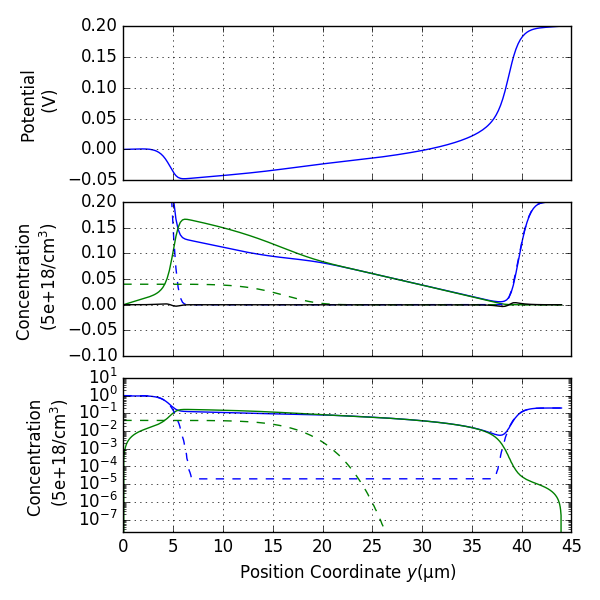 0.20
0.15
0.10
0.05
0.00
−0.05
Potential
(V)
0.20
0.15
0.10
0.05
0.00
−0.05
−0.10
Concentration
(5e+18/cm³)
10¹
10⁰
10⁻¹
10⁻²
10⁻³
10⁻⁴
10⁻⁵
10⁻⁶
10⁻⁷
Concentration
(5e+18/cm³)
0 5 10 15 20 25 30 35 40 45
Position Coordinate y(μm)